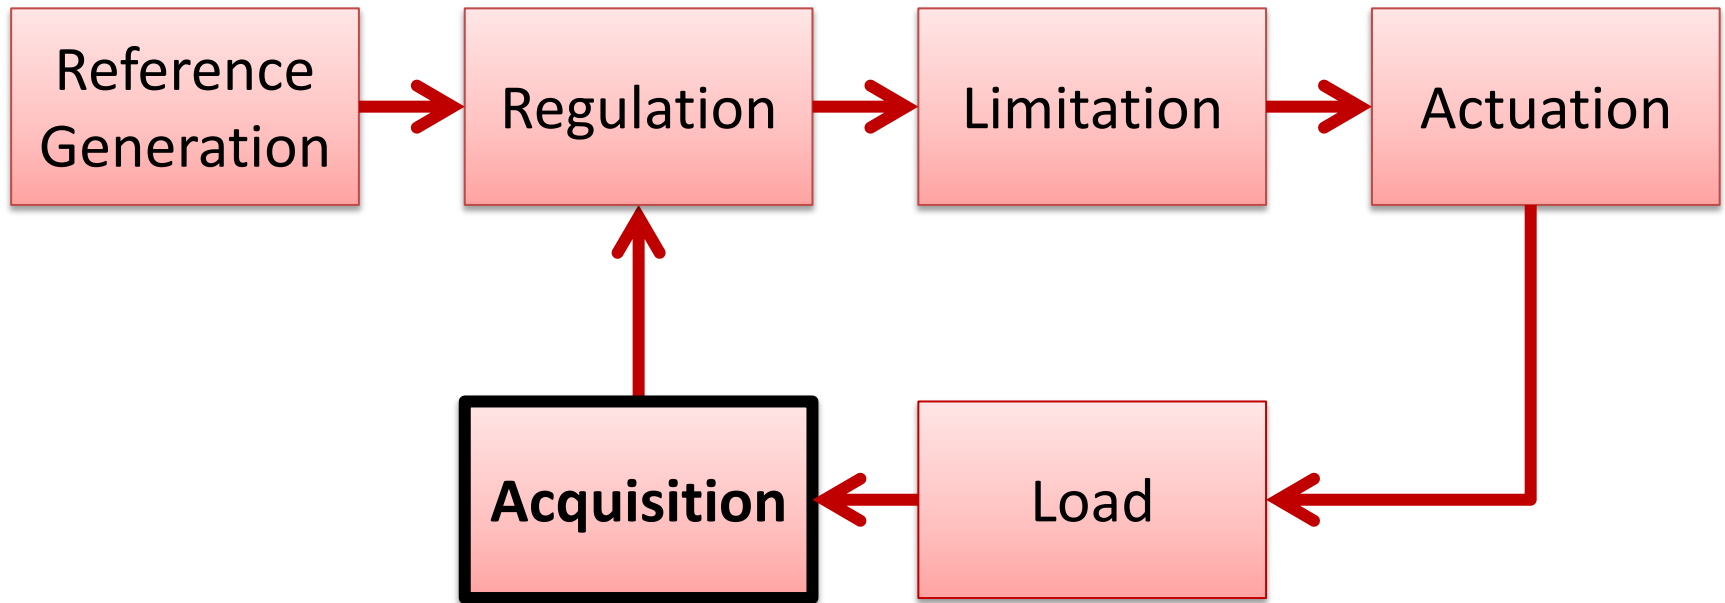 Reference
Generation
Regulation
Limitation
Actuation
Acquisition
Load